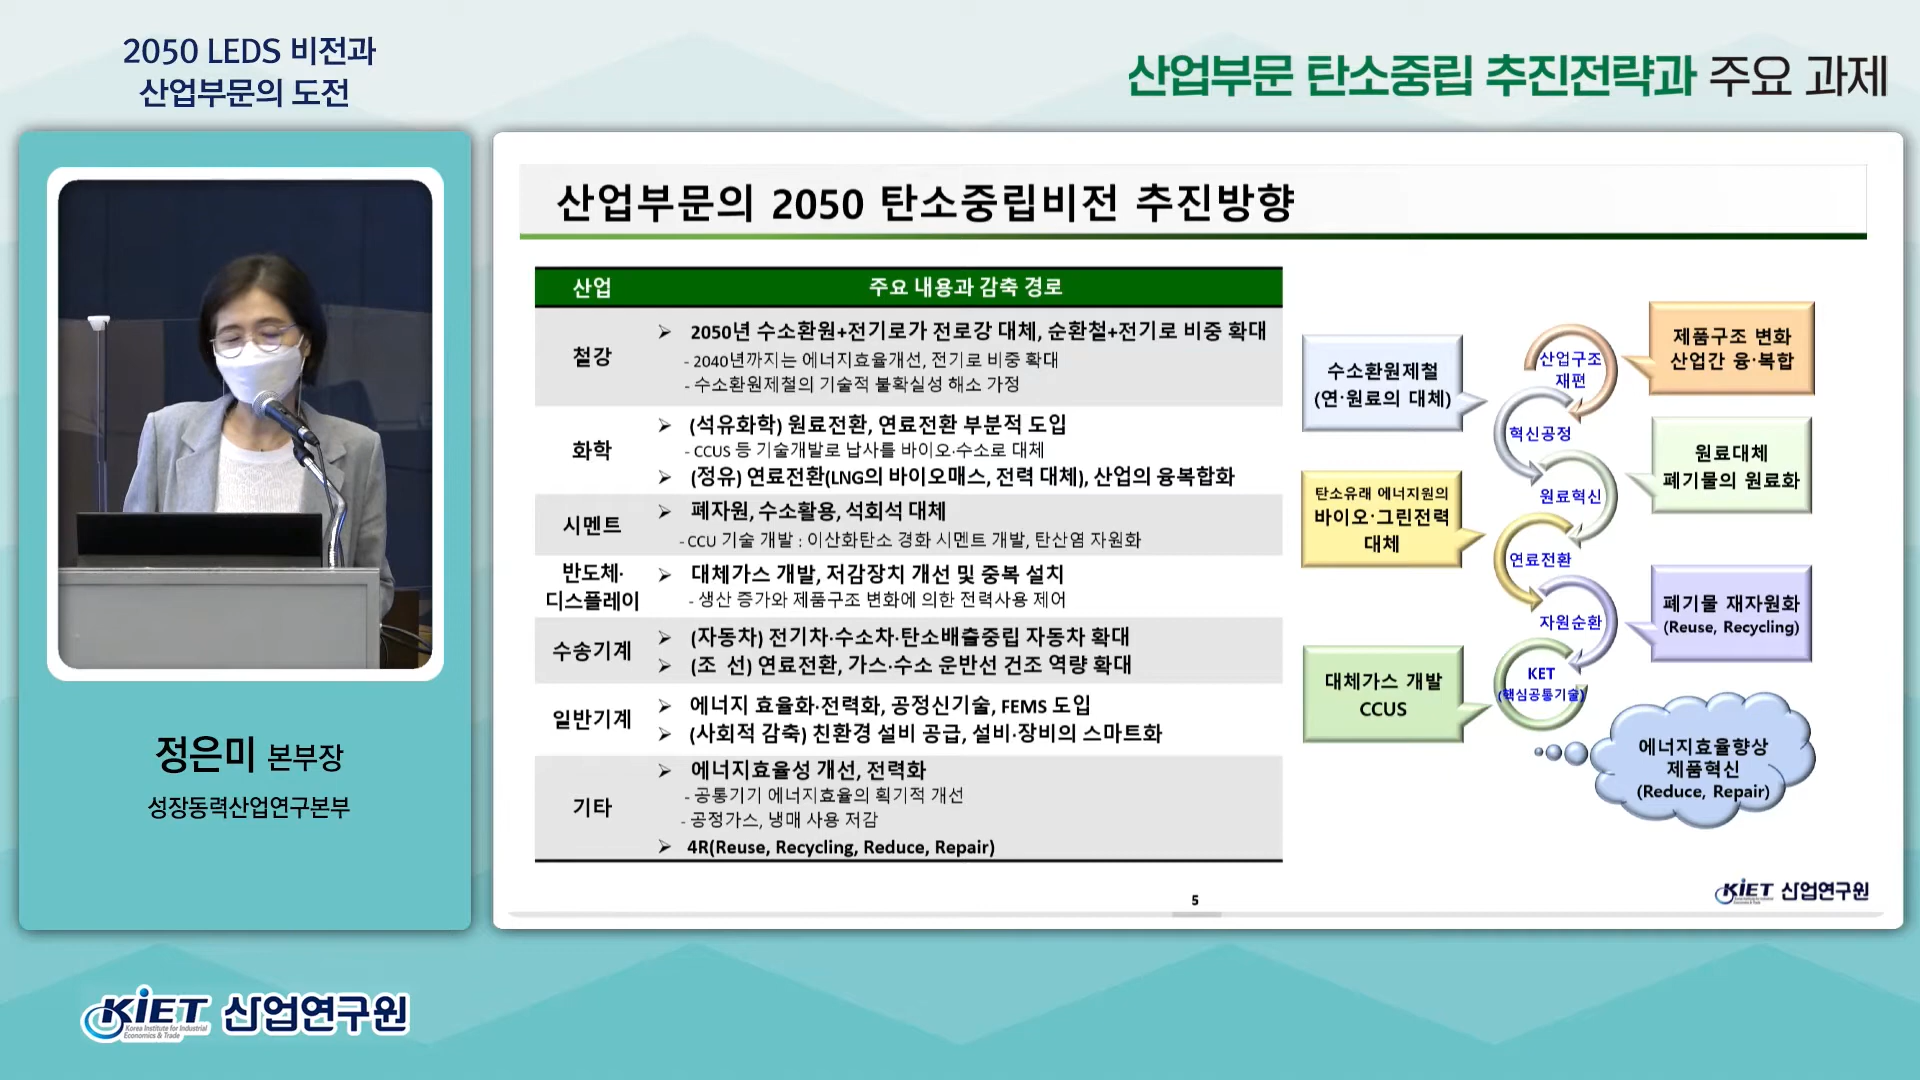 2050 LEDS 비전과
산업부문의 도전
산업부문 탄소중립 추진전략과 주요 과제
정은미 본부장
성장동력산업연구본부
산업부문의 2050 탄소중립비전 추진방향
산업 주요 내용과 감축 경로
철강
➢ 2050년 수소환원+전기로가 전로강 대체, 순환철+전기로 비중 확대
- 2040년까지는 에너지효율개선, 전기로 비중 확대
- 수소환원제철의 기술적 불확실성 해소 가정
화학
➢ (석유화학) 원료전환, 연료전환 부분적 도입
- CCUS 등 기술개발로 납사를 바이오·수소로 대체
➢ (정유) 연료전환(LNG의 바이오매스, 전력 대체), 산업의 융복합화
시멘트
➢ 폐자원, 수소활용, 석회석 대체
- CCU 기술 개발 : 이산화탄소 경화 시멘트 개발, 탄산염 자원화
반도체·
디스플레이
➢ 대체가스 개발, 저감장치 개선 및 중복 설치
- 생산 증가와 제품구조 변화에 의한 전력사용 제어
수송기계
➢ (자동차) 전기차·수소차·탄소배출중립 자동차 확대
➢ (조 선) 연료전환, 가스·수소 운반선 건조 역량 확대
일반기계
➢ 에너지 효율화·전력화, 공정신기술, FEMS 도입
➢ (사회적 감축) 친환경 설비 공급, 설비·장비의 스마트화
기타
➢ 에너지효율성 개선, 전력화
- 공통기기 에너지효율의 획기적 개선
- 공정가스, 냉매 사용 저감
➢ 4R(Reuse, Recycling, Reduce, Repair)
수소환원제철
(연·원료의 대체)
탄소유래 에너지원의
바이오·그린전력
대체
대체가스 개발
CCUS
산업구조
재편
혁신공정
원료혁신
연료전환
자원순환
KET
(핵심공통기술)
제품구조 변화
산업간 융·복합
원료대체
폐기물의 원료화
폐기물 재자원화
(Reuse, Recycling)
에너지효율향상
제품혁신
(Reduce, Repair)
5
KIET 산업연구원
KIET 산업연구원
Korea Institute for Industrial
Economics & Trade